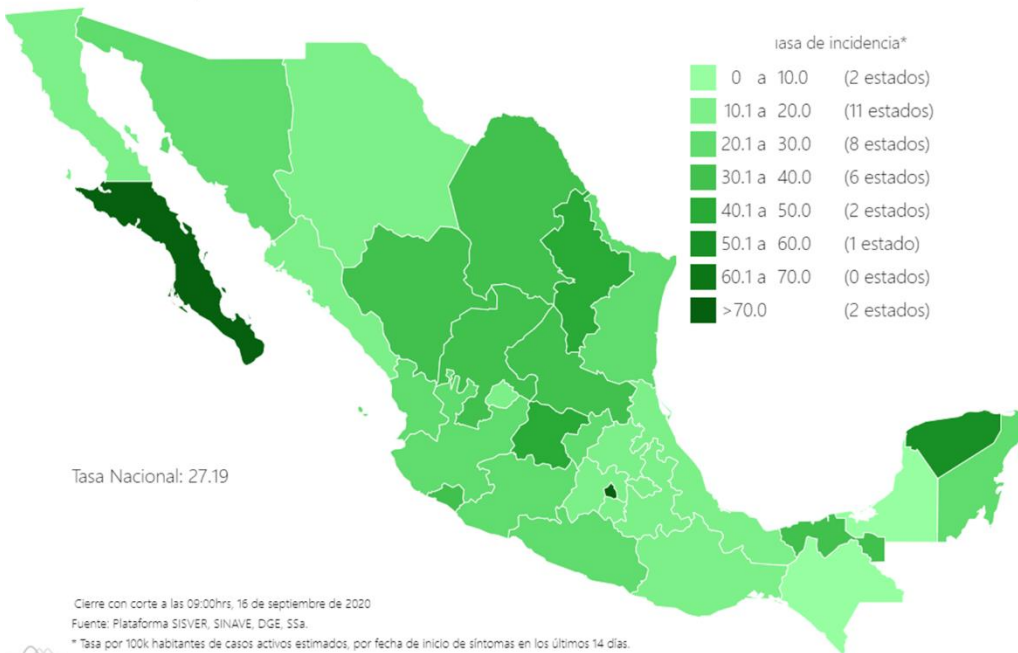 ıasa de incidencia*
0 a 10.0 (2 estados)
10.1 a 20.0 (11 estados)
20.1 a 30.0 (8 estados)
30.1 a 40.0 (6 estados)
40.1 a 50.0 (2 estados)
50.1 a 60.0 (1 estado)
60.1 a 70.0 (0 estados)
>70.0 (2 estados)
Tasa Nacional: 27.19
Cierre con corte a las 09:00hrs, 16 de septiembre de 2020
Fuente: Plataforma SISVER, SINAVE, DGE, SSa.
* Tasa por 100k habitantes de casos activos estimados, por fecha de inicio de síntomas en los últimos 14 días.